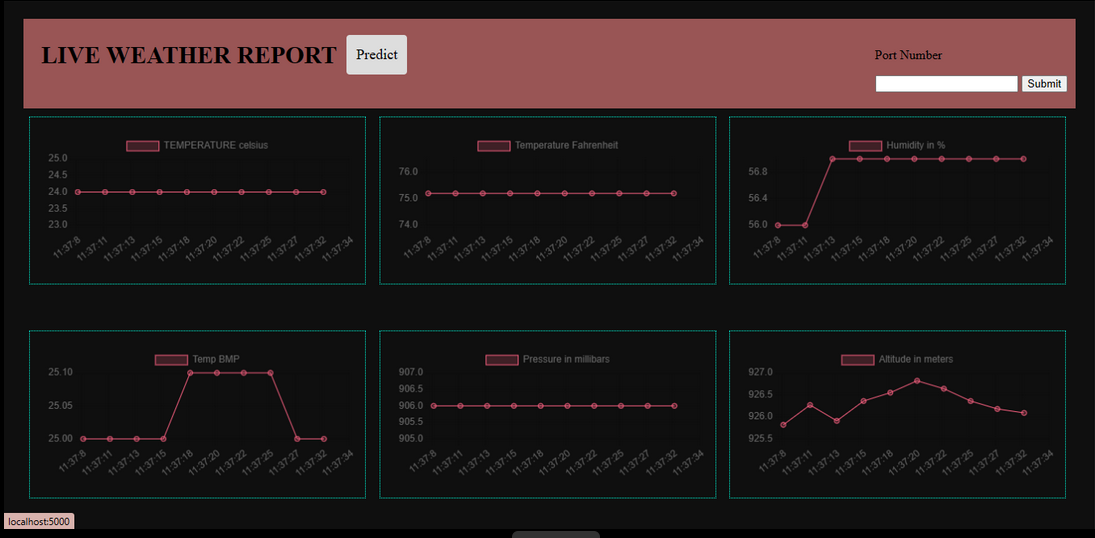 LIVE WEATHER REPORT Predict
Port Number
Submit
TEMPERATURE celsius
25.0
24.5
24.0
23.5
23.0
11:37:8 11:37:11 11:37:13 11:37:15 11:37:18 11:37:20 11:37:22 11:37:25 11:37:27 11:37:32 11:37:34
Temperature Fahrenheit
76.0
75.0
74.0
11:37:8 11:37:11 11:37:13 11:37:15 11:37:18 11:37:20 11:37:22 11:37:25 11:37:27 11:37:32 11:37:34
Humidity in %
56.8
56.4
56.0
11:37:8 11:37:11 11:37:13 11:37:15 11:37:18 11:37:20 11:37:22 11:37:25 11:37:27 11:37:32 11:37:34
Temp BMP
25.10
25.05
25.00
11:37:8 11:37:11 11:37:13 11:37:15 11:37:18 11:37:20 11:37:22 11:37:25 11:37:27 11:37:32 11:37:34
Pressure in millibars
907.0
906.5
906.0
905.5
905.0
11:37:8 11:37:11 11:37:13 11:37:15 11:37:18 11:37:20 11:37:22 11:37:25 11:37:27 11:37:32 11:37:34
Altitude in meters
927.0
926.5
926.0
925.5
11:37:8 11:37:11 11:37:13 11:37:15 11:37:18 11:37:20 11:37:22 11:37:25 11:37:27 11:37:32 11:37:34
localhost:5000